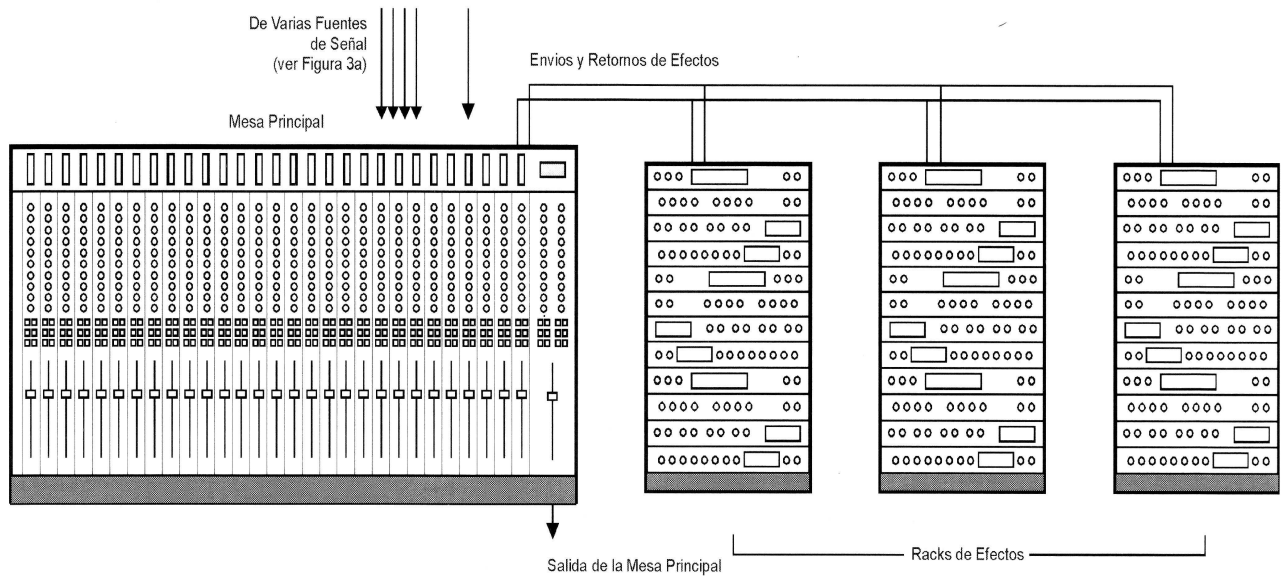 De Varias Fuentes
de Señal
(ver Figura 3a)
Envios y Retornos de Efectos
Mesa Principal
Salida de la Mesa Principal
Racks de Efectos